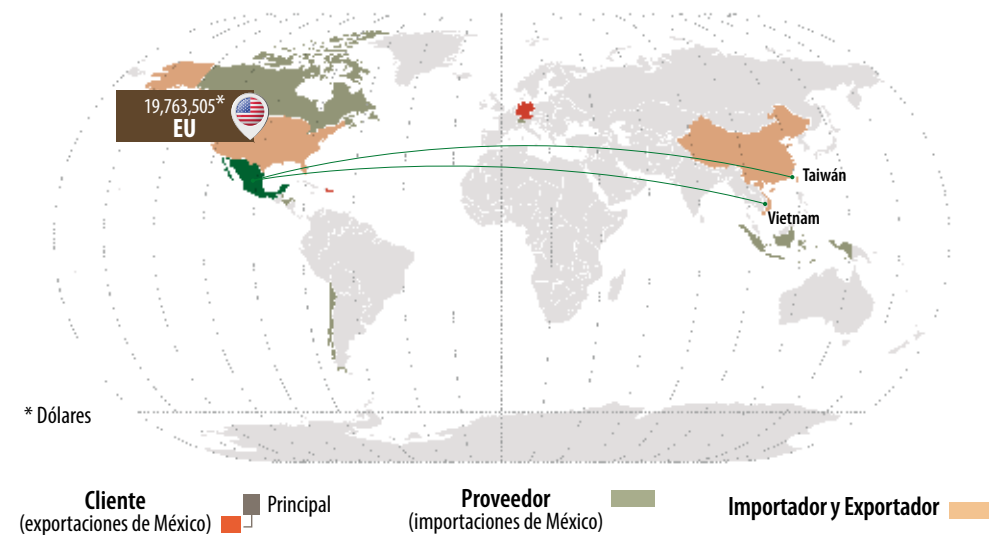 19,763,505*
EU
Taiwán
Vietnam
* Dólares
Cliente
(exportaciones de México)
Principal
Proveedor
(importaciones de México)
Importador y Exportador